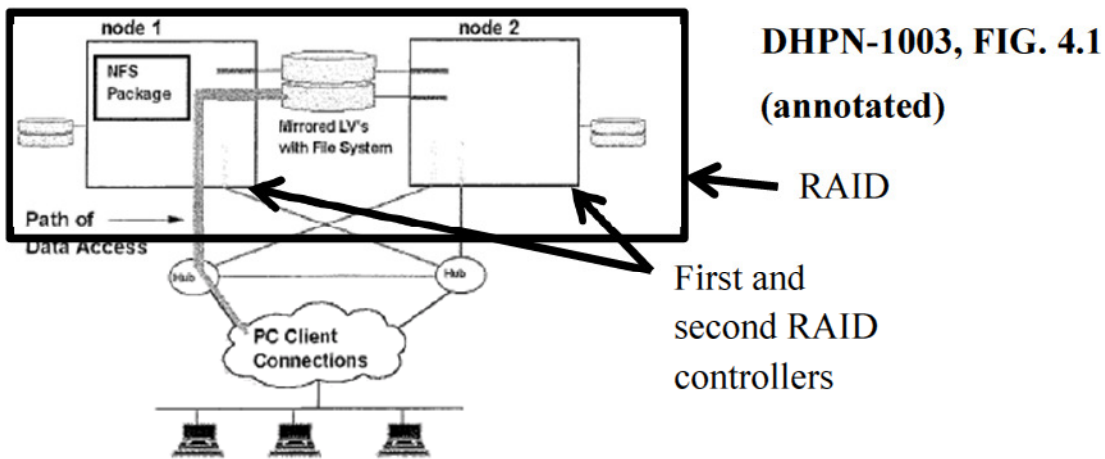 node 1
node 2
NFS
Package
Mirrored LV's
with File System
Path of
Data Access
Hub
Hub
PC Client
Connections
DHPN-1003, FIG. 4.1
(annotated)
RAID
First and
second RAID
controllers